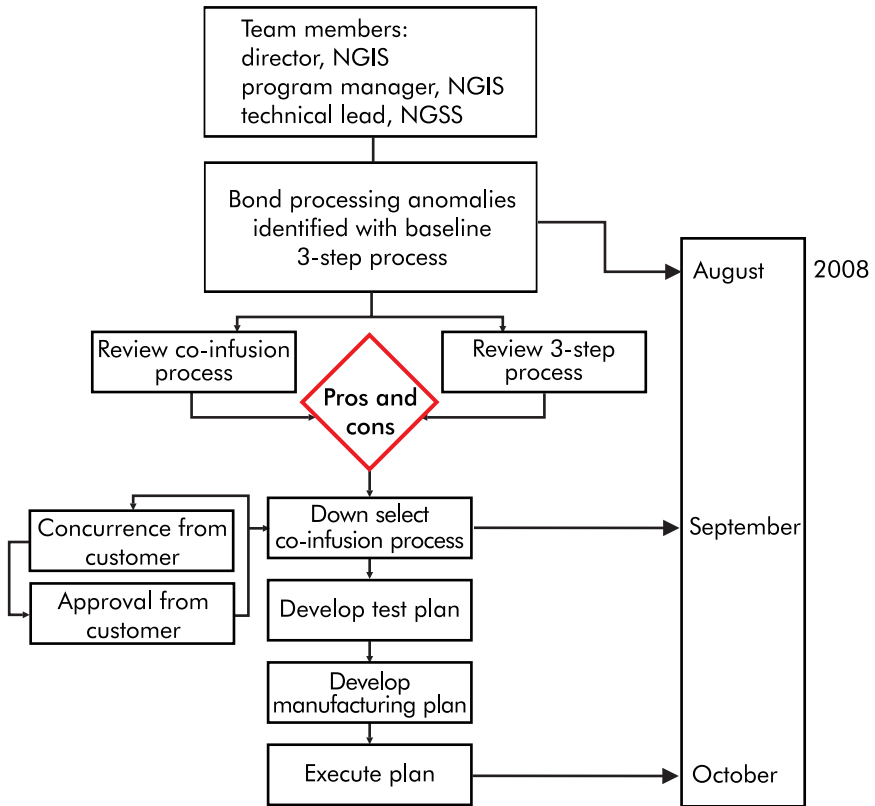 Team members:
director, NGIS
program manager, NGIS
technical lead, NGSS
Bond processing anomalies
identified with baseline
3-step process
August
2008
Review co-infusion
process
Review 3-step
process
Pros and
cons
Concurrence from
customer
Down select
co-infusion process
September
Approval from
customer
Develop test plan
Develop
manufacturing plan
Execute plan
October